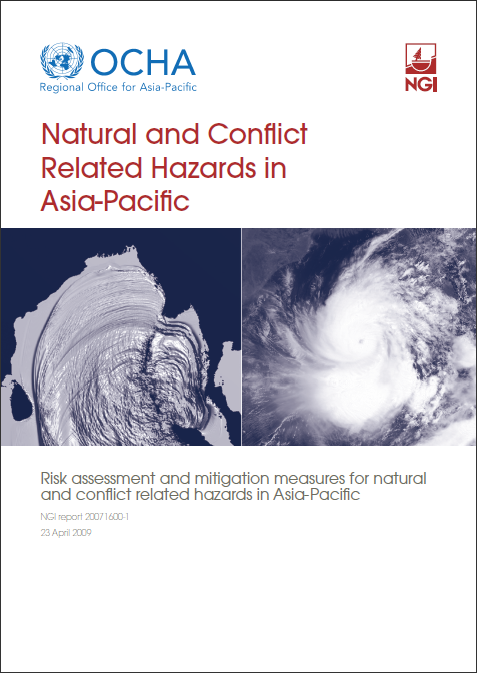 OCHA
Regional Office for Asia-Pacific
NGI
Natural and Conflict
Related Hazards in
Asia-Pacific
Risk assessment and mitigation measures for natural
and conflict related hazards in Asia-Pacific
NGI report 20071600-1
23 April 2009